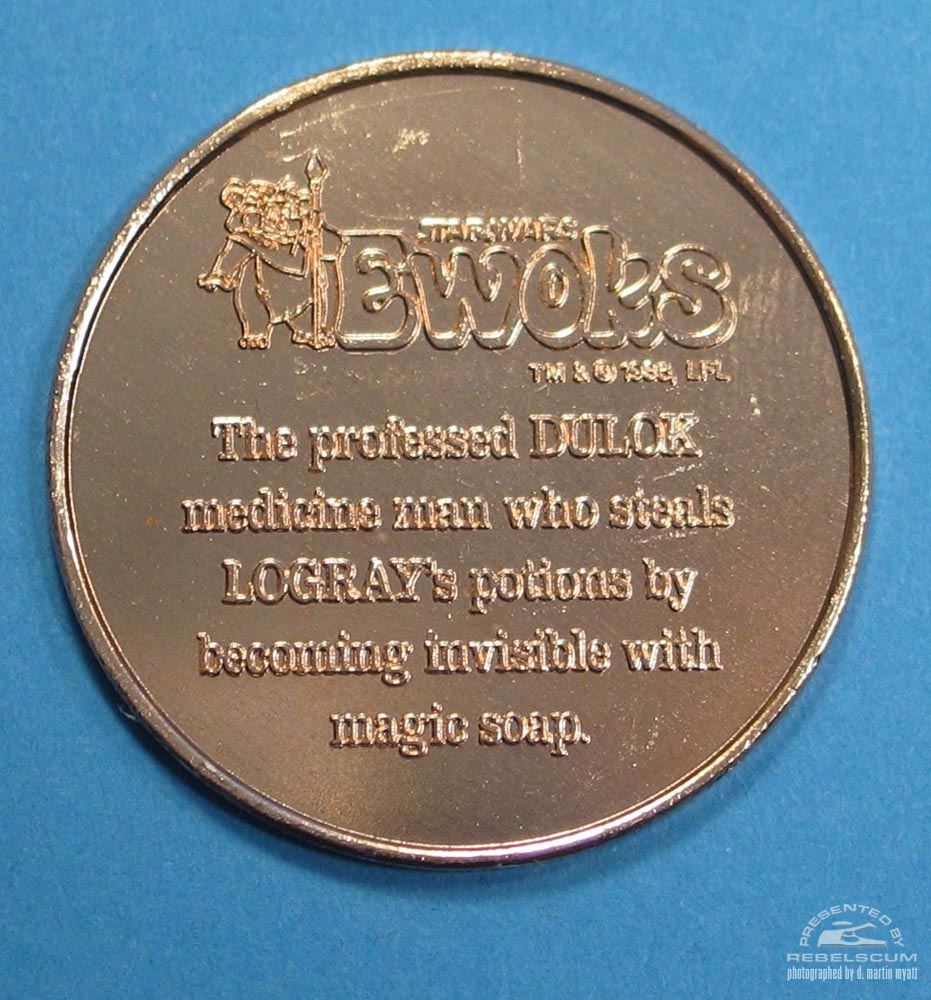 STAR WARS
Ewoks
TM & © 1985, LFL
The professed DULOK
medicine man who steals
LOGRAY's potions by
becoming invisible with
magic soap.
PRESENTED BY
REBELSCUM
photographed by d. martin myatt